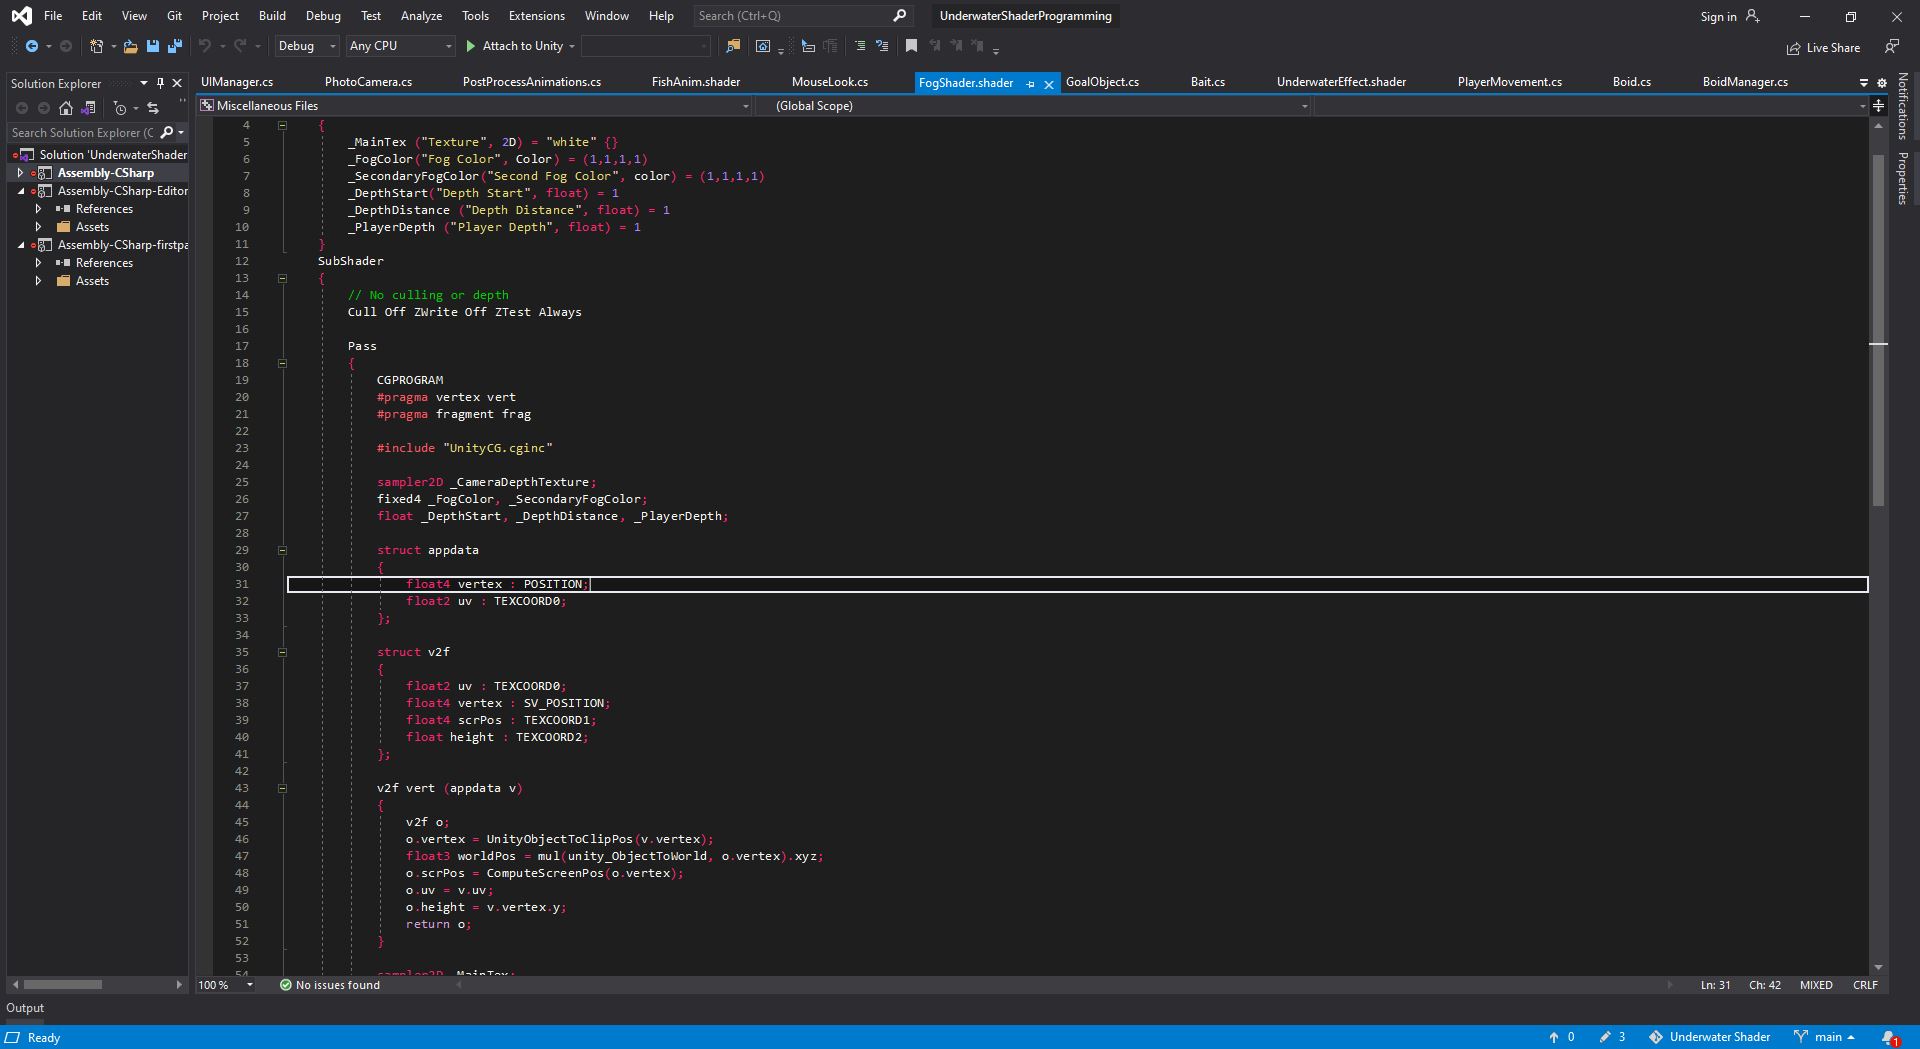 File Edit View Git Project Build Debug Test Analyze Tools Extensions Window Help Search (Ctrl+Q) UnderwaterShaderProgramming Sign in
Debug Any CPU Attach to Unity Live Share
Solution Explorer
Search Solution Explorer (C
Solution 'UnderwaterShader
Assembly-CSharp
Assembly-CSharp-Editor
References
Assets
Assembly-CSharp-firstpa
References
Assets
UIManager.cs PhotoCamera.cs PostProcessAnimations.cs FishAnim.shader MouseLook.cs FogShader.shader GoalObject.cs Bait.cs UnderwaterEffect.shader PlayerMovement.cs Boid.cs BoidManager.cs
Miscellaneous Files (Global Scope)
4 {
5 _MainTex ("Texture", 2D) = "white" {}
6 _FogColor("Fog Color", Color) = (1,1,1,1)
7 _SecondaryFogColor("Second Fog Color", color) = (1,1,1,1)
8 _DepthStart("Depth Start", float) = 1
9 _DepthDistance ("Depth Distance", float) = 1
10 _PlayerDepth ("Player Depth", float) = 1
11 }
12 SubShader
13 {
14 // No culling or depth
15 Cull Off ZWrite Off ZTest Always
16
17 Pass
18 {
19 CGPROGRAM
20 #pragma vertex vert
21 #pragma fragment frag
22
23 #include "UnityCG.cginc"
24
25 sampler2D _CameraDepthTexture;
26 fixed4 _FogColor, _SecondaryFogColor;
27 float _DepthStart, _DepthDistance, _PlayerDepth;
28
29 struct appdata
30 {
31 float4 vertex : POSITION;
32 float2 uv : TEXCOORD0;
33 };
34
35 struct v2f
36 {
37 float2 uv : TEXCOORD0;
38 float4 vertex : SV_POSITION;
39 float4 scrPos : TEXCOORD1;
40 float height : TEXCOORD2;
41 };
42
43 v2f vert (appdata v)
44 {
45 v2f o;
46 o.vertex = UnityObjectToClipPos(v.vertex);
47 float3 worldPos = mul(unity_ObjectToWorld, o.vertex).xyz;
48 o.scrPos = ComputeScreenPos(o.vertex);
49 o.uv = v.uv;
50 o.height = v.vertex.y;
51 return o;
52 }
53
54 sampler2D _MainTex;
Notifications
Properties
100 % No issues found Ln: 31 Ch: 42 MIXED CRLF
Output
Ready 0 3 Underwater Shader main 1